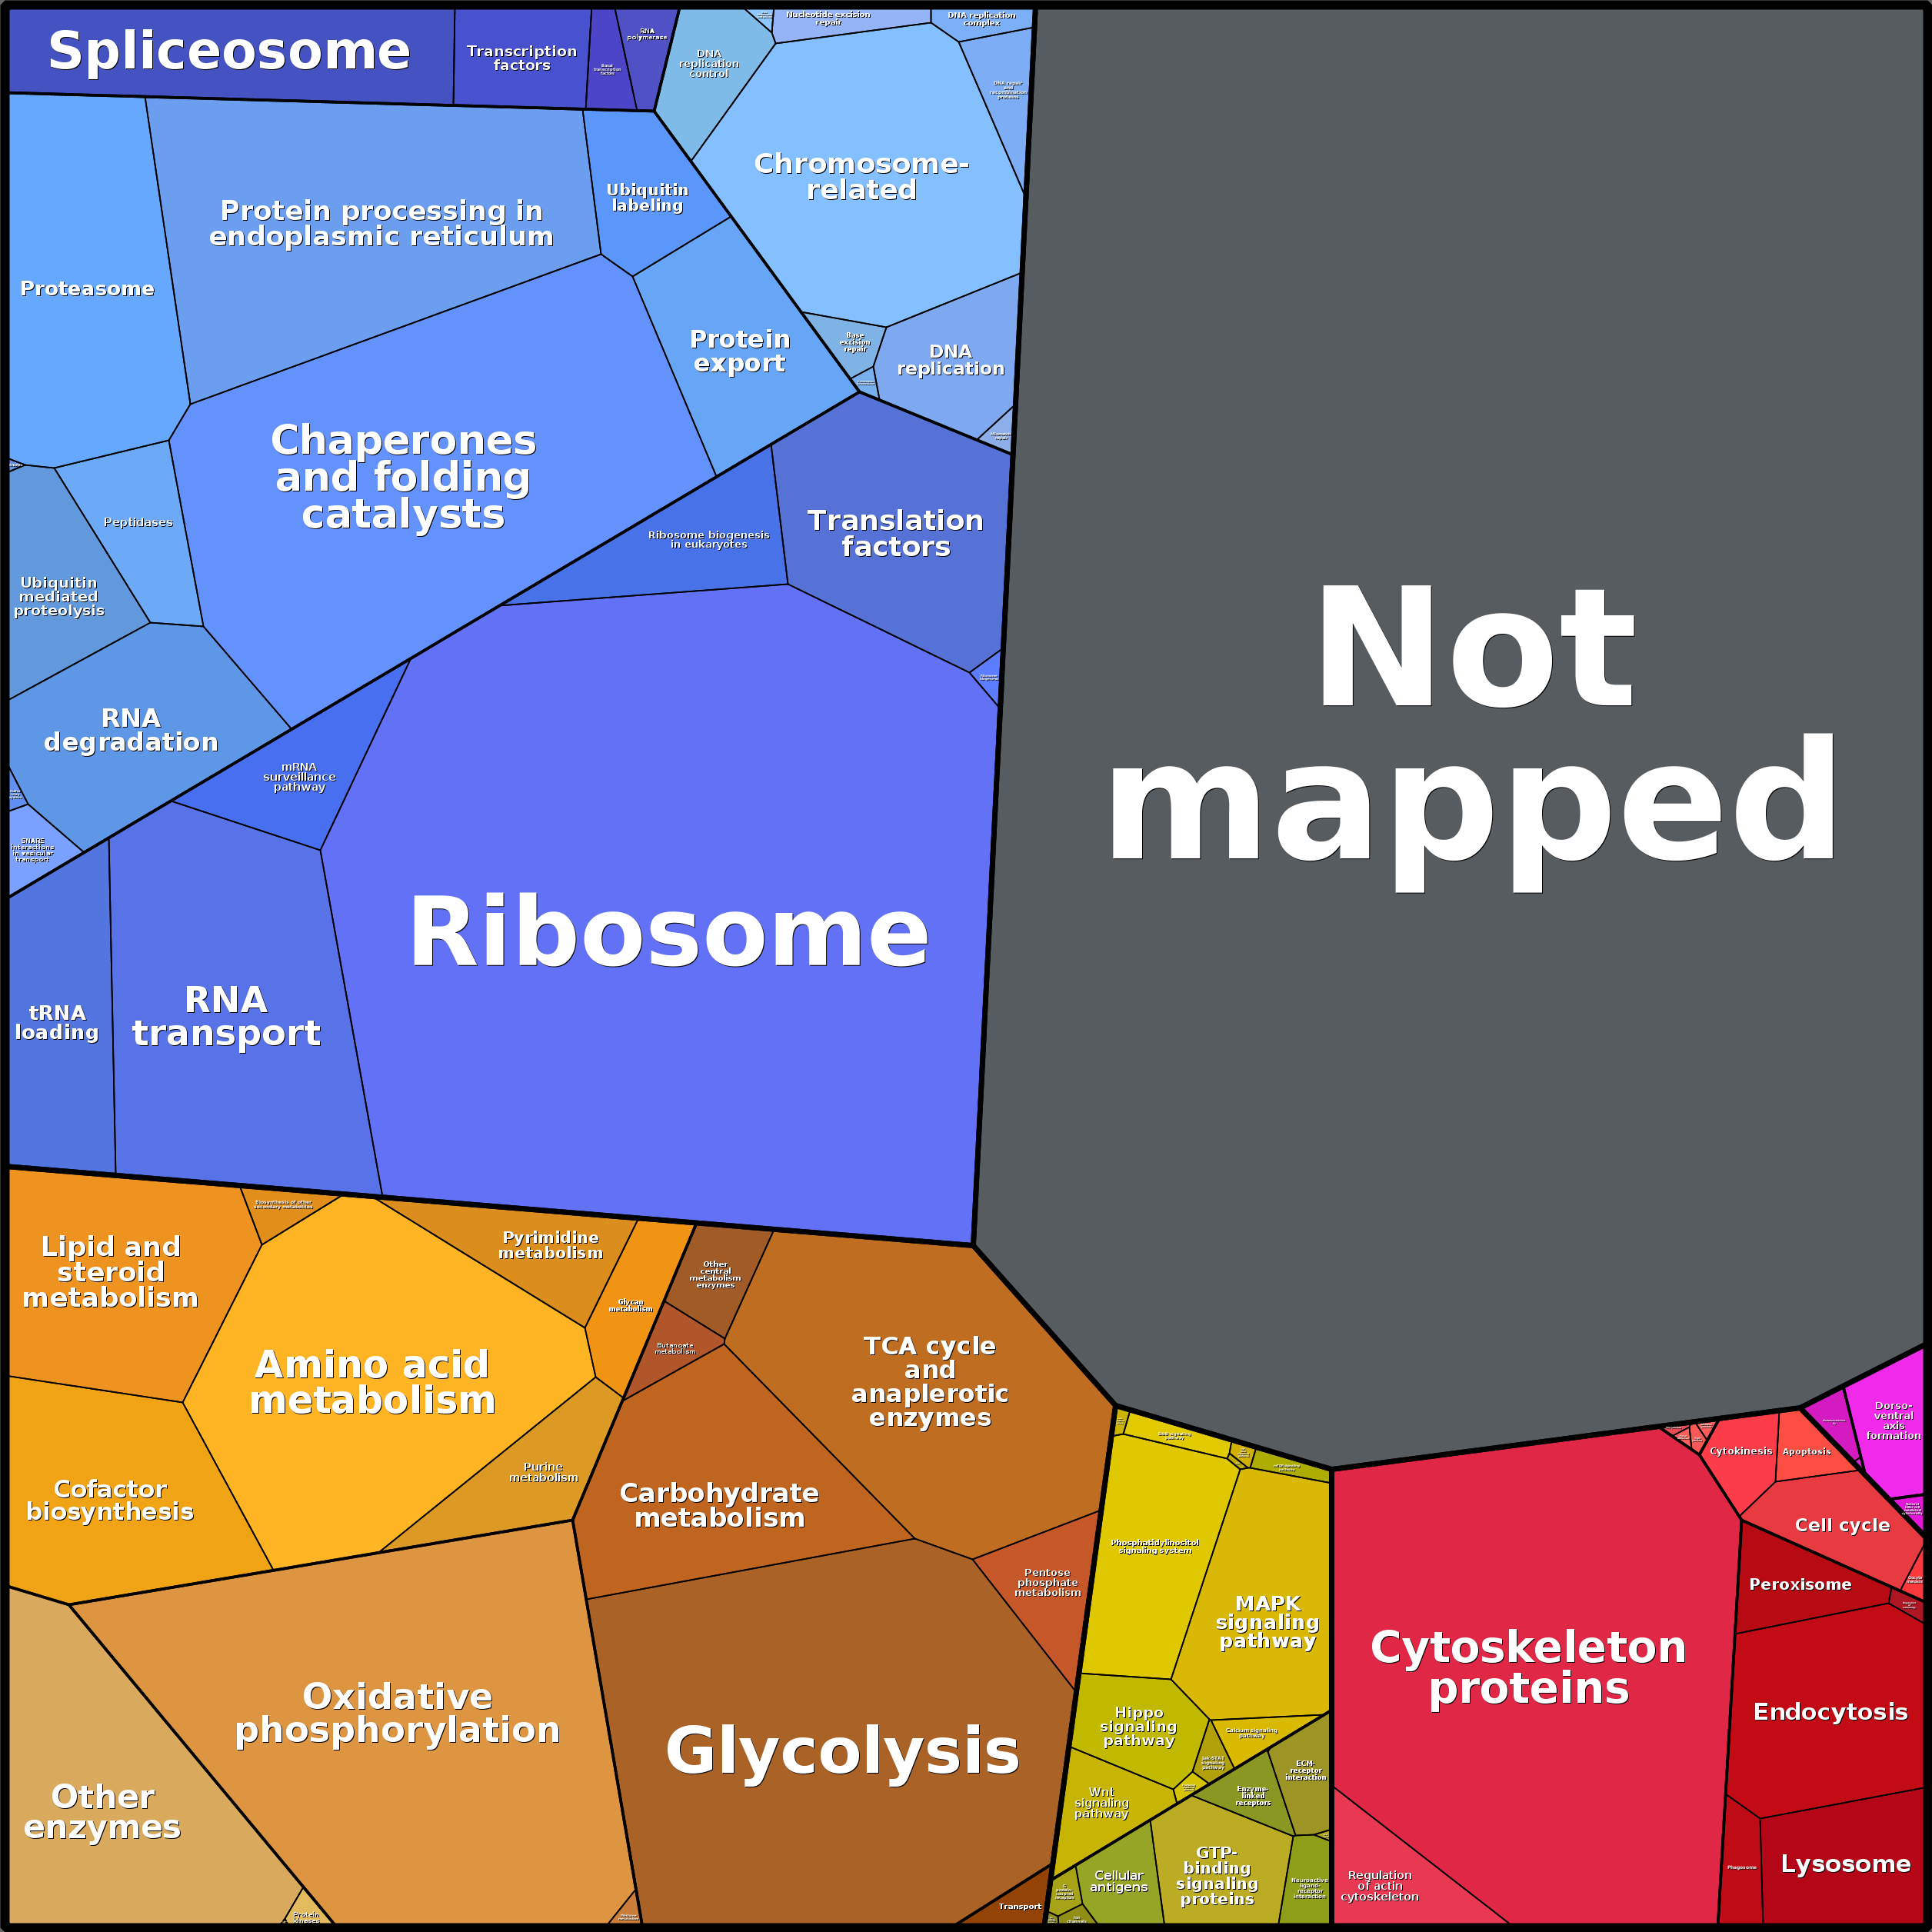 Spliceosome
Transcription
factors
Basal
transcription
factors
RNA
polymerase
DNA
replication
control
Nucleotide excision
repair
DNA replication
complex
DNA repair
and
recombination
proteins
Chromosome-
related
Proteasome
Protein processing in
endoplasmic reticulum
Ubiquitin
labeling
Protein
export
Base
excision
repair
DNA
replication
Chaperones
and folding
catalysts
Peptidases
Ubiquitin
mediated
proteolysis
RNA
degradation
SNARE
interactions
in vesicular
transport
Ribosome biogenesis
in eukaryotes
Translation
factors
mRNA
surveillance
pathway
tRNA
loading
RNA
transport
Ribosome
Not
mapped
Lipid and
steroid
metabolism
Biosynthesis of other
secondary metabolites
Pyrimidine
metabolism
Glycan
metabolism
Amino acid
metabolism
Cofactor
biosynthesis
Purine
metabolism
Other
central
metabolism
enzymes
Butanoate
metabolism
TCA cycle
and
anaplerotic
enzymes
Carbohydrate
metabolism
Pentose
phosphate
metabolism
Oxidative
phosphorylation
Glycolysis
Other
enzymes
Protein
kinases
Transport
Phosphatidylinositol
signaling system
MAPK
signaling
pathway
Hippo
signaling
pathway
Calcium signaling
pathway
Jak-STAT
signaling
pathway
Wnt
signaling
pathway
Enzyme-
linked
receptors
ECM-
receptor
interaction
Cellular
antigens
GTP-
binding
signaling
proteins
Neuroactive
ligand-
receptor
interaction
Cytoskeleton
proteins
Regulation
of actin
cytoskeleton
Cytokinesis
Apoptosis
Cell cycle
Dorso-
ventral
axis
formation
Peroxisome
Endocytosis
Phagosome
Lysosome